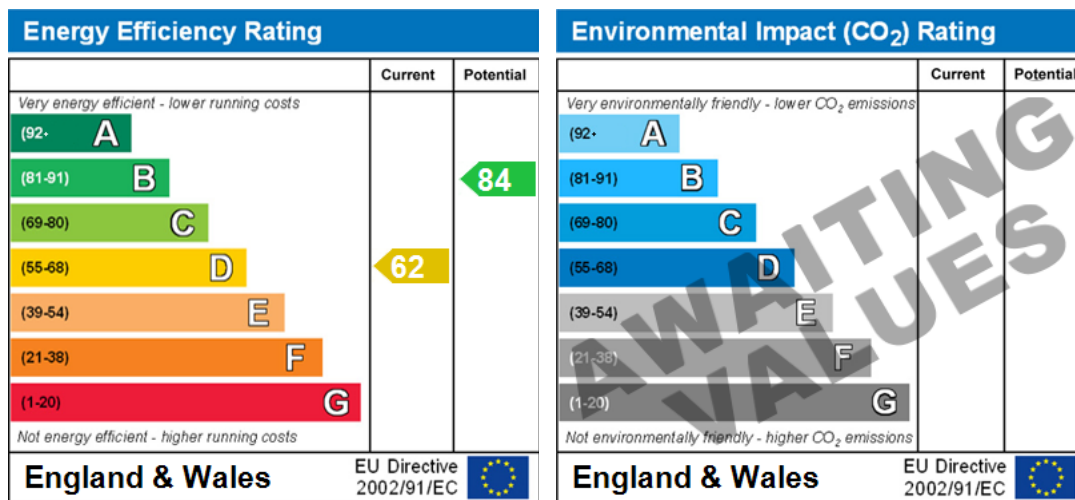 Energy Efficiency Rating
Current Potential
Very energy efficient - lower running costs
(92+ A
(81-91) B
84
(69-80) C
(55-68) D
62
(39-54) E
(21-38) F
(1-20) G
Not energy efficient - higher running costs
England & Wales
EU Directive
2002/91/EC
Environmental Impact (CO₂) Rating
Current Potential
Very environmentally friendly - lower CO₂ emissions
(92+ A
(81-91) B
(69-80) C
(55-68) D
(39-54) E
(21-38) F
(1-20) G
AWAITING
VALUES
Not environmentally friendly - higher CO₂ emissions
England & Wales
EU Directive
2002/91/EC